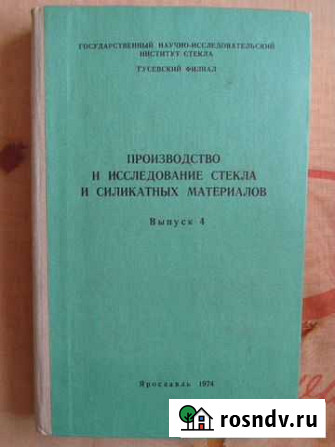 ГОСУДАРСТВЕННЫЙ НАУЧНО-ИССЛЕДОВАТЕЛЬСКИЙ
ИНСТИТУТ СТЕКЛА
ГУСЕВСКИЙ ФИЛИАЛ
ПРОИЗВОДСТВО
И ИССЛЕДОВАНИЕ СТЕКЛА
И СИЛИКАТНЫХ МАТЕРИАЛОВ
Выпуск 4
Ярославль 1974
rosndv.ru